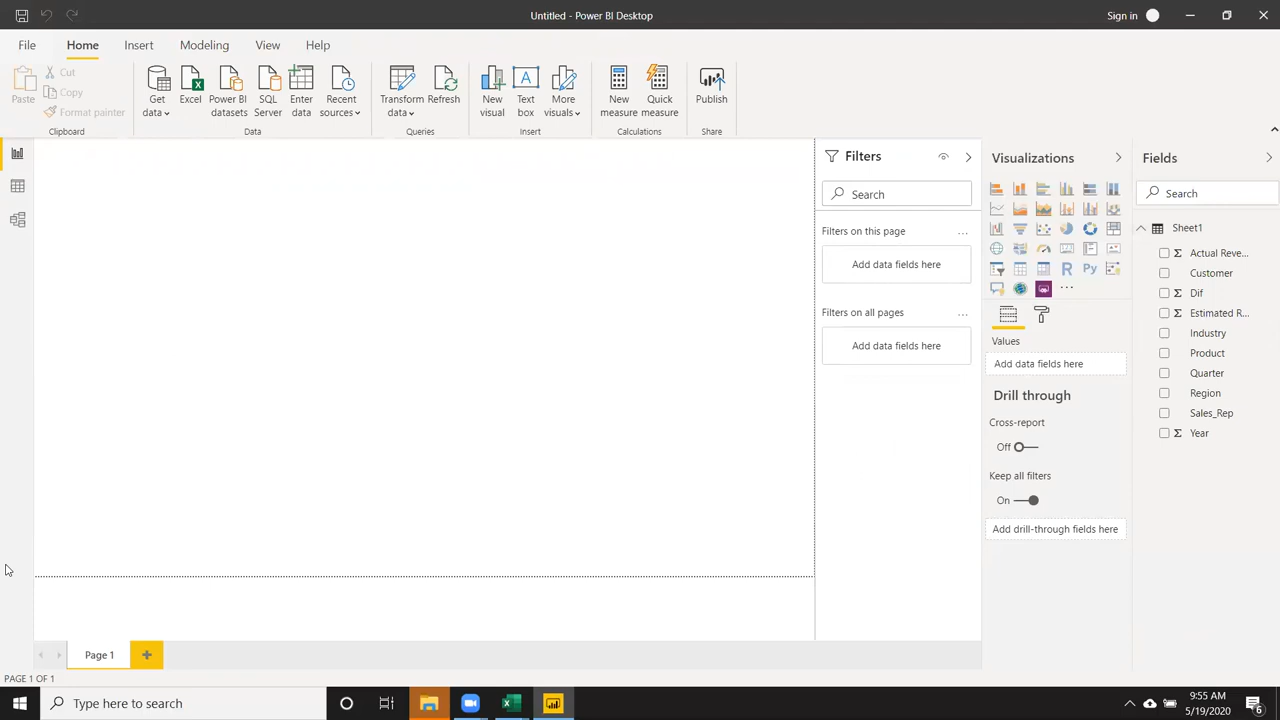 Untitled - Power BI Desktop
Sign in
File Home Insert Modeling View Help
Paste
Cut
Copy
Format painter
Clipboard
Get data
Excel
Power BI datasets
SQL Server
Enter data
Recent sources
Data
Transform data
Refresh
Queries
New visual
A
Text box
More visuals
Insert
New measure
Quick measure
Calculations
Publish
Share
Filters
Search
Filters on this page ...
Add data fields here
Filters on all pages ...
Add data fields here
Visualizations
R Py
...
Values
Add data fields here
Drill through
Cross-report
Off
Keep all filters
On
Add drill-through fields here
Fields
Search
Sheet1
Σ Actual Reve...
Customer
Σ Dif
Σ Estimated R...
Industry
Product
Quarter
Region
Sales_Rep
Σ Year
Page 1
+
PAGE 1 OF 1
Type here to search
9:55 AM
5/19/2020
6